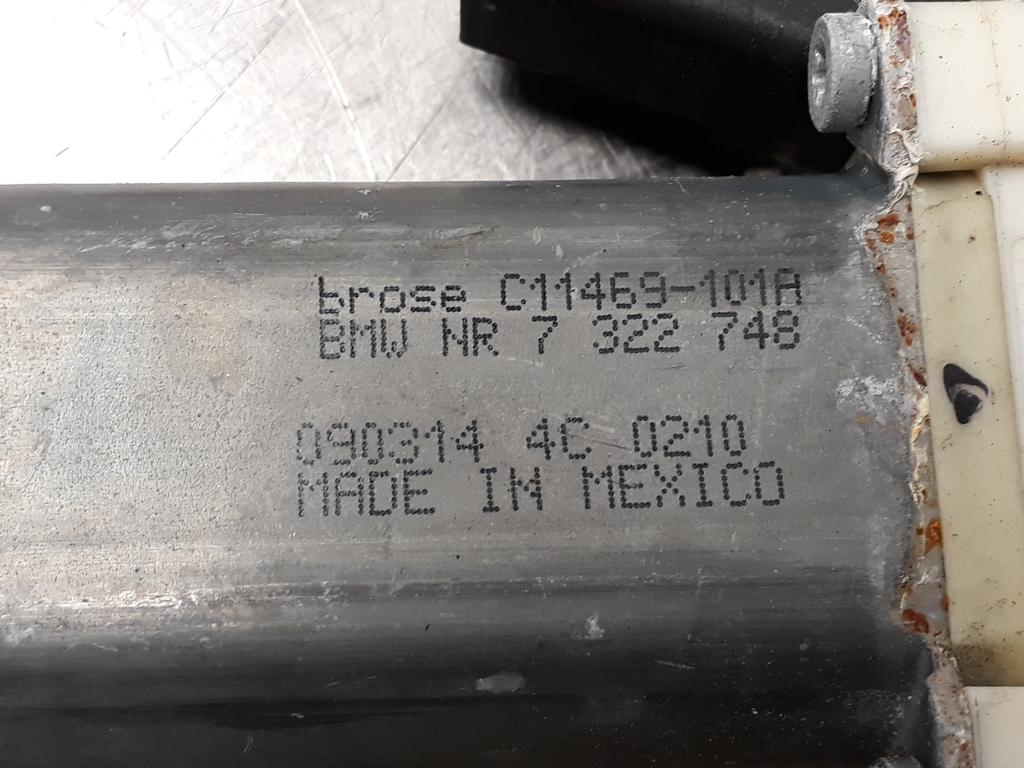 brose C11469-101A
BMW NR 7 322 748
090314 4C 0210
MADE IN MEXICO